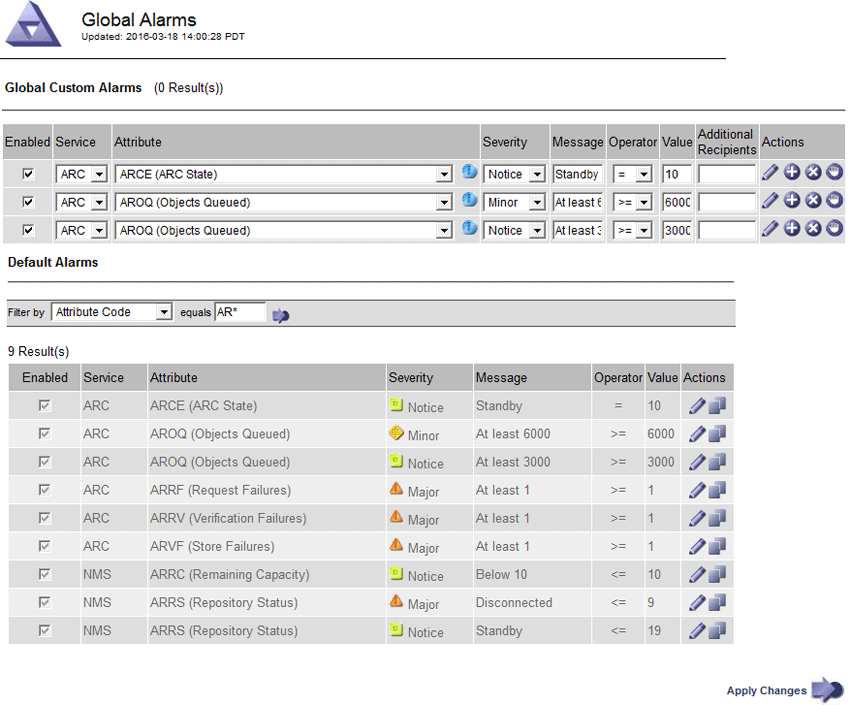 Global Alarms
Updated: 2016-03-18 14:00:28 PDT
Global Custom Alarms (0 Result(s))
Enabled Service Attribute Severity Message Operator Value Additional Recipients Actions
ARC ARCE (ARC State) Notice Standby = 10
ARC AROQ (Objects Queued) Minor At least 6 >= 6000
ARC AROQ (Objects Queued) Notice At least 3 >= 3000
Default Alarms
Filter by Attribute Code equals AR*
9 Result(s)
Enabled Service Attribute Severity Message Operator Value Actions
ARC ARCE (ARC State) Notice Standby = 10
ARC AROQ (Objects Queued) Minor At least 6000 >= 6000
ARC AROQ (Objects Queued) Notice At least 3000 >= 3000
ARC ARRF (Request Failures) Major At least 1 >= 1
ARC ARRV (Verification Failures) Major At least 1 >= 1
ARC ARVF (Store Failures) Major At least 1 >= 1
NMS ARRC (Remaining Capacity) Notice Below 10 <= 10
NMS ARRS (Repository Status) Major Disconnected <= 9
NMS ARRS (Repository Status) Notice Standby <= 19
Apply Changes